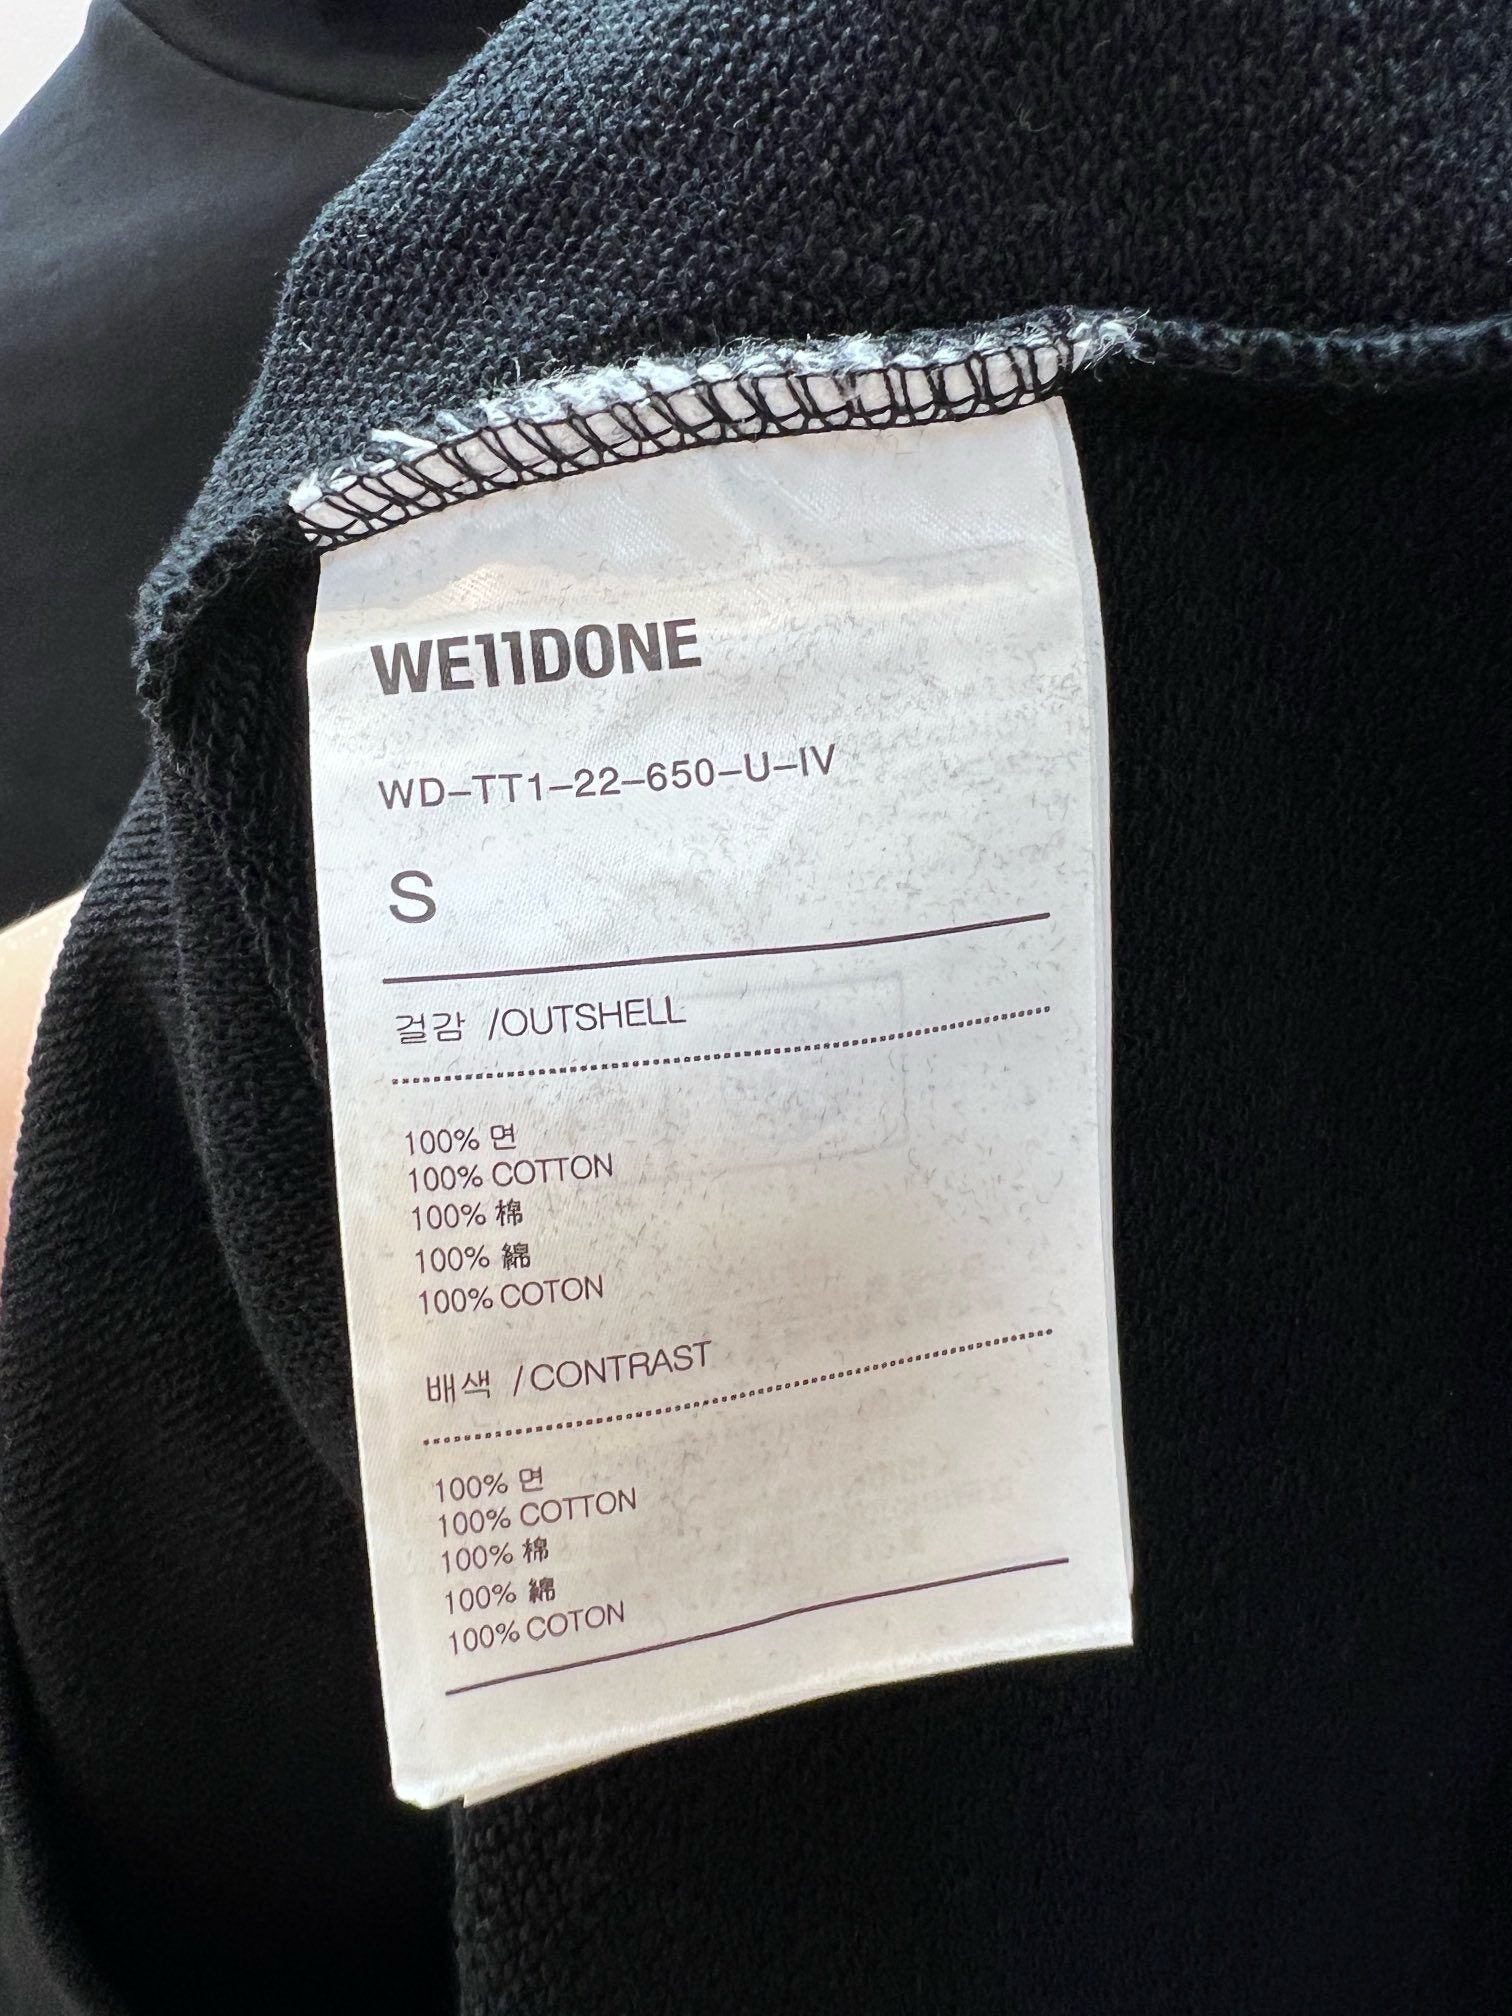 WE11DONE
WD–TT1–22–650–U–IV
S
걸감 /OUTSHELL
100% 면
100% COTTON
100% 棉
100% 綿
100% COTON
배색 /CONTRAST
100% 면
100% COTTON
100% 棉
100% 綿
100% COTON